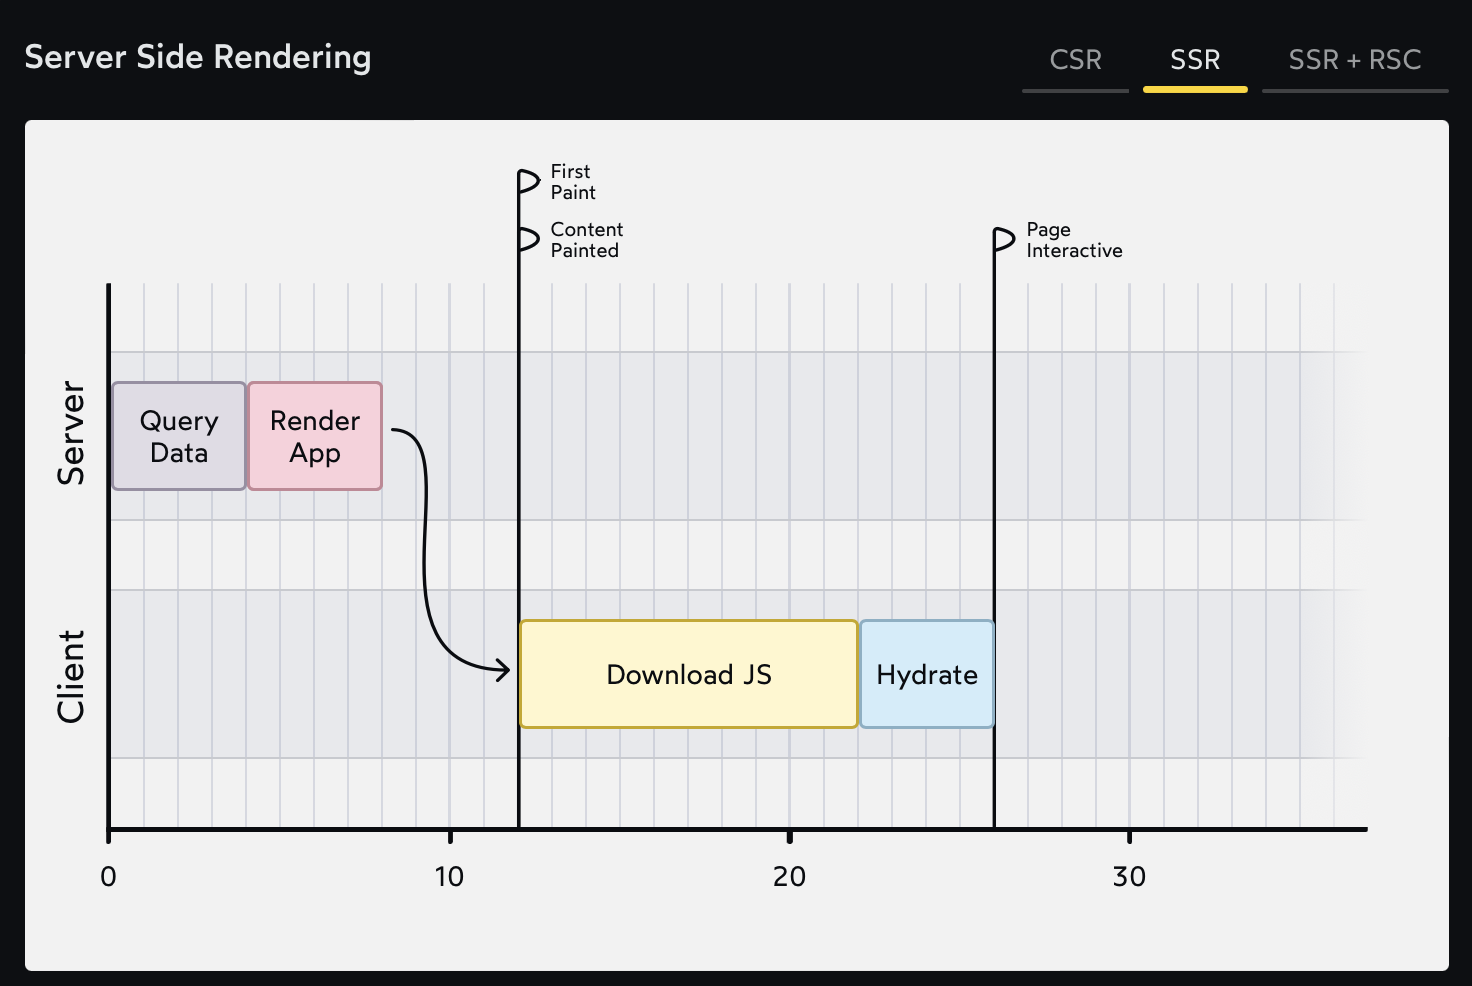 Server Side Rendering
CSR
SSR
SSR + RSC
First
Paint
Content
Painted
Page
Interactive
Server
Query
Data
Render
App
Client
Download JS
Hydrate
0
10
20
30